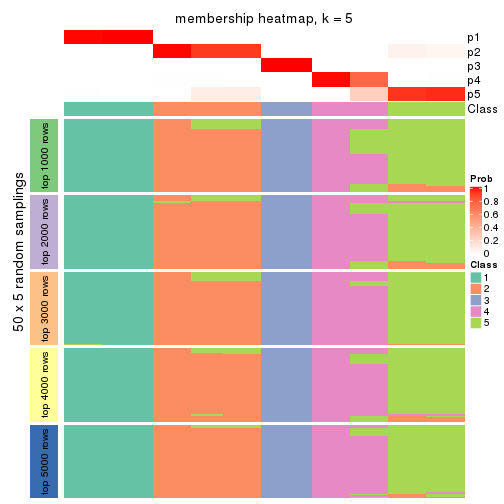 membership heatmap, k = 5
p1
p2
p3
p4
p5
Class
50 x 5 random samplings
top 1000 rows
top 2000 rows
top 3000 rows
top 4000 rows
top 5000 rows
Prob
1
0.8
0.6
0.4
0.2
0
Class
1
2
3
4
5